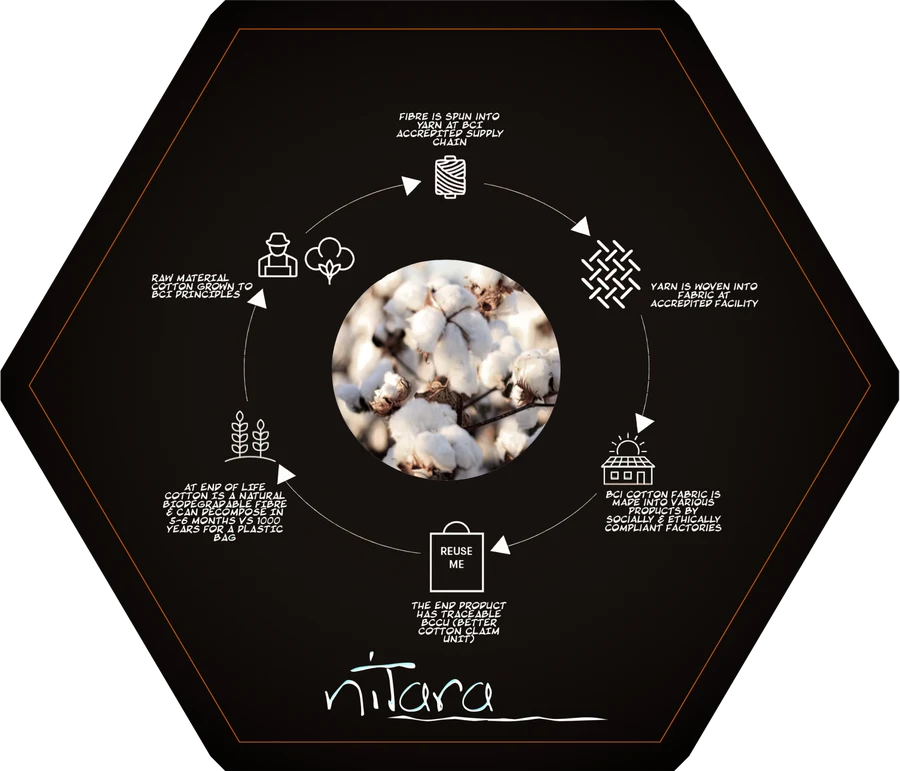 FIBRE IS SPUN INTO
YARN AT BCI
ACCREDITED SUPPLY
CHAIN
RAW MATERIAL
COTTON GROWN TO
BCI PRINCIPLES
YARN IS WOVEN INTO
FABRIC AT
ACCREDITED FACILITY
AT END OF LIFE
COTTON IS A NATURAL
BIODEGRADABLE FIBRE
& CAN DECOMPOSE IN
5-6 MONTHS VS 1000
YEARS FOR A PLASTIC
BAG
BCI COTTON FABRIC IS
MADE INTO VARIOUS
PRODUCTS BY
SOCIALLY & ETHICALLY
COMPLIANT FACTORIES
REUSE
ME
THE END PRODUCT
HAS TRACEABLE
BCCU (BETTER
COTTON CLAIM
UNIT)
nitara